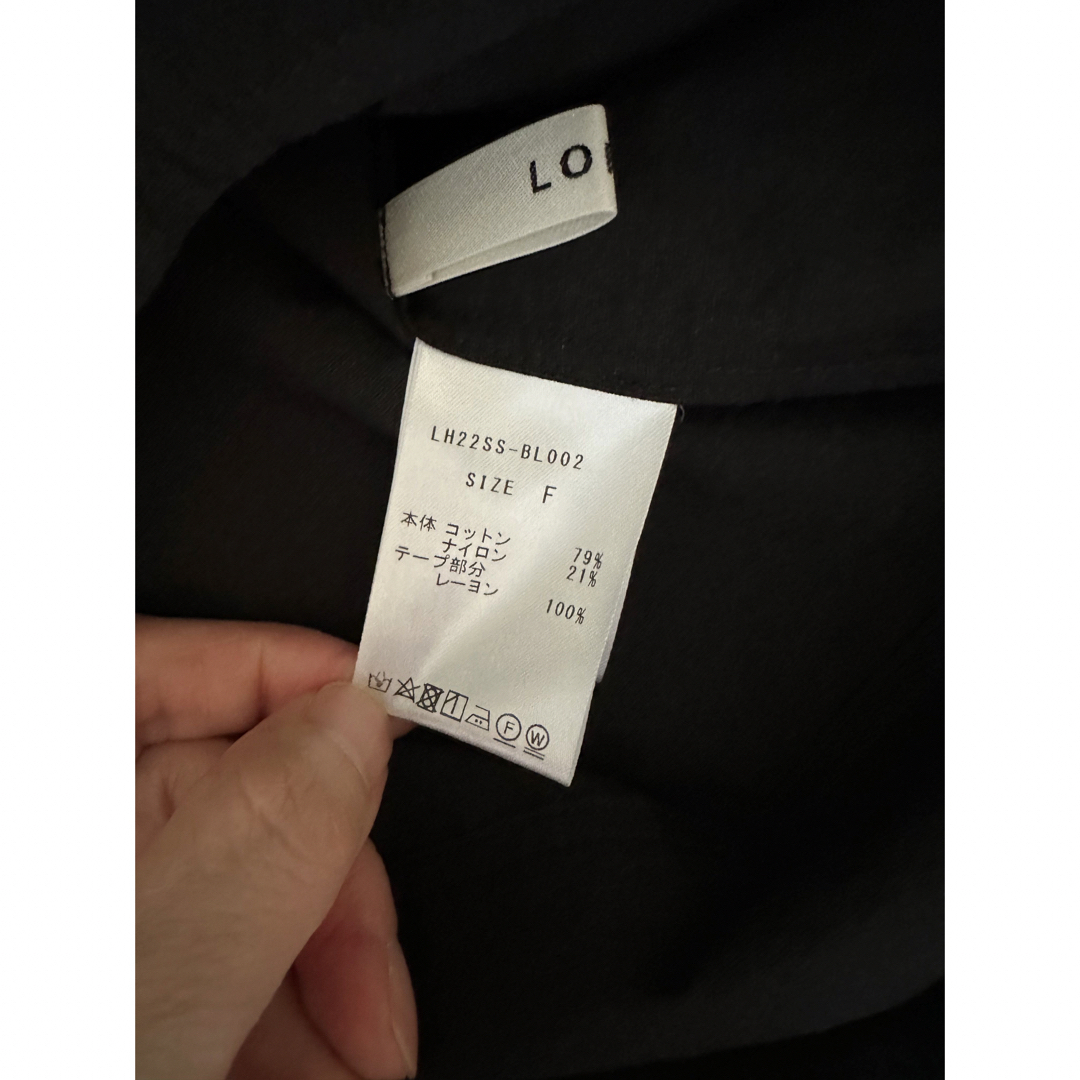 LO
LH22SS-BL002
SIZE F
本体 コットン 79%
ナイロン 21%
テープ部分
レーヨン 100%
F W